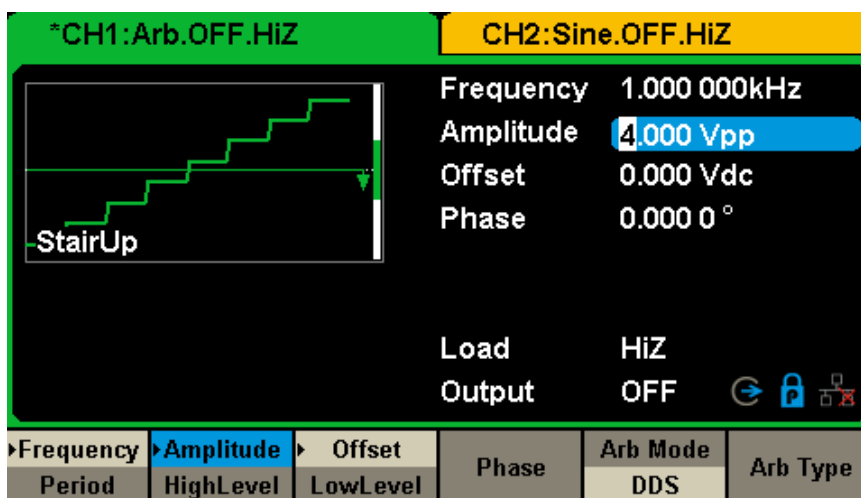 *CH1:Arb.OFF.HiZ
CH2:Sine.OFF.HiZ
StairUp
Frequency 1.000 000kHz
Amplitude 4.000 Vpp
Offset 0.000 Vdc
Phase 0.000 0 °
Load HiZ
Output OFF P
Frequency Amplitude Offset Phase Arb Mode Arb Type
Period HighLevel LowLevel DDS